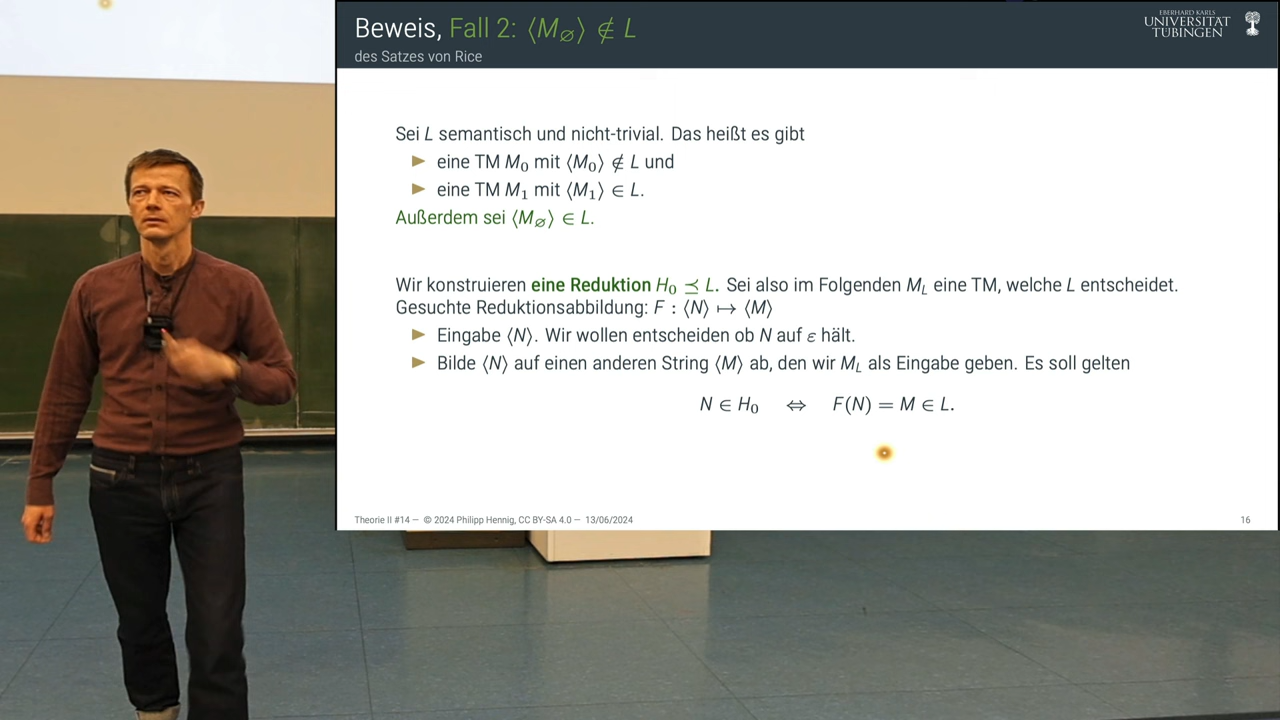 Beweis, Fall 2: ⟨M∅⟩ ∉ L
des Satzes von Rice
EBERHARD KARLS
UNIVERSITÄT
TÜBINGEN
Sei L semantisch und nicht-trivial. Das heißt es gibt
▶ eine TM M₀ mit ⟨M₀⟩ ∉ L und
▶ eine TM M₁ mit ⟨M₁⟩ ∈ L.
Außerdem sei ⟨M∅⟩ ∈ L.
Wir konstruieren eine Reduktion H₀ ⪯ L. Sei also im Folgenden M_L eine TM, welche L entscheidet.
Gesuchte Reduktionsabbildung: F : ⟨N⟩ ↦ ⟨M⟩
▶ Eingabe ⟨N⟩. Wir wollen entscheiden ob N auf ε hält.
▶ Bilde ⟨N⟩ auf einen anderen String ⟨M⟩ ab, den wir M_L als Eingabe geben. Es soll gelten
N ∈ H₀ ⇔ F(N) = M ∈ L.
Theorie II #14 — © 2024 Philipp Hennig, CC BY-SA 4.0 — 13/06/2024
16